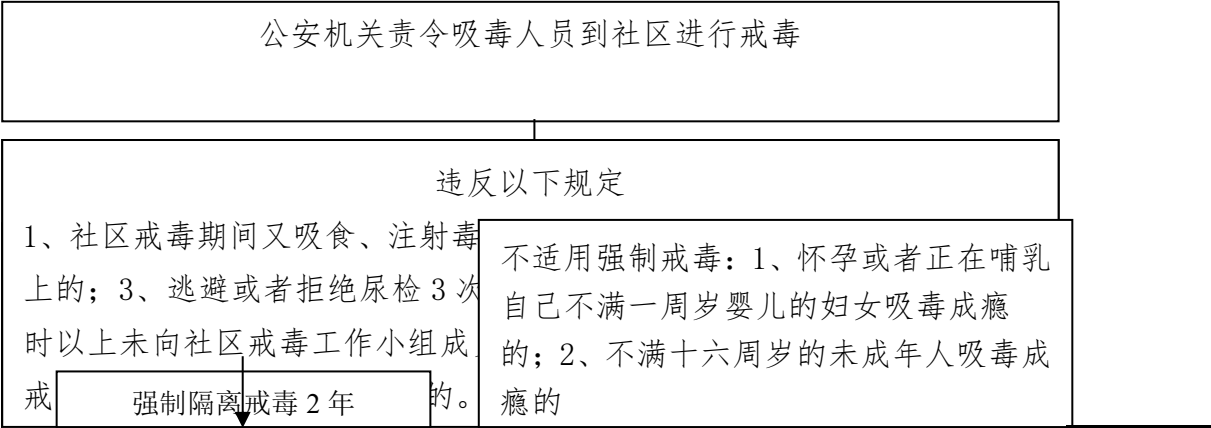 公安机关责令吸毒人员到社区进行戒毒
违反以下规定
1、社区戒毒期间又吸食、注射毒
上的；3、逃避或者拒绝尿检 3 次
时以上未向社区戒毒工作小组成
戒
的。
强制隔离戒毒 2 年
不适用强制戒毒：1、怀孕或者正在哺乳
自己不满一周岁婴儿的妇女吸毒成瘾
的；2、不满十六周岁的未成年人吸毒成
瘾的